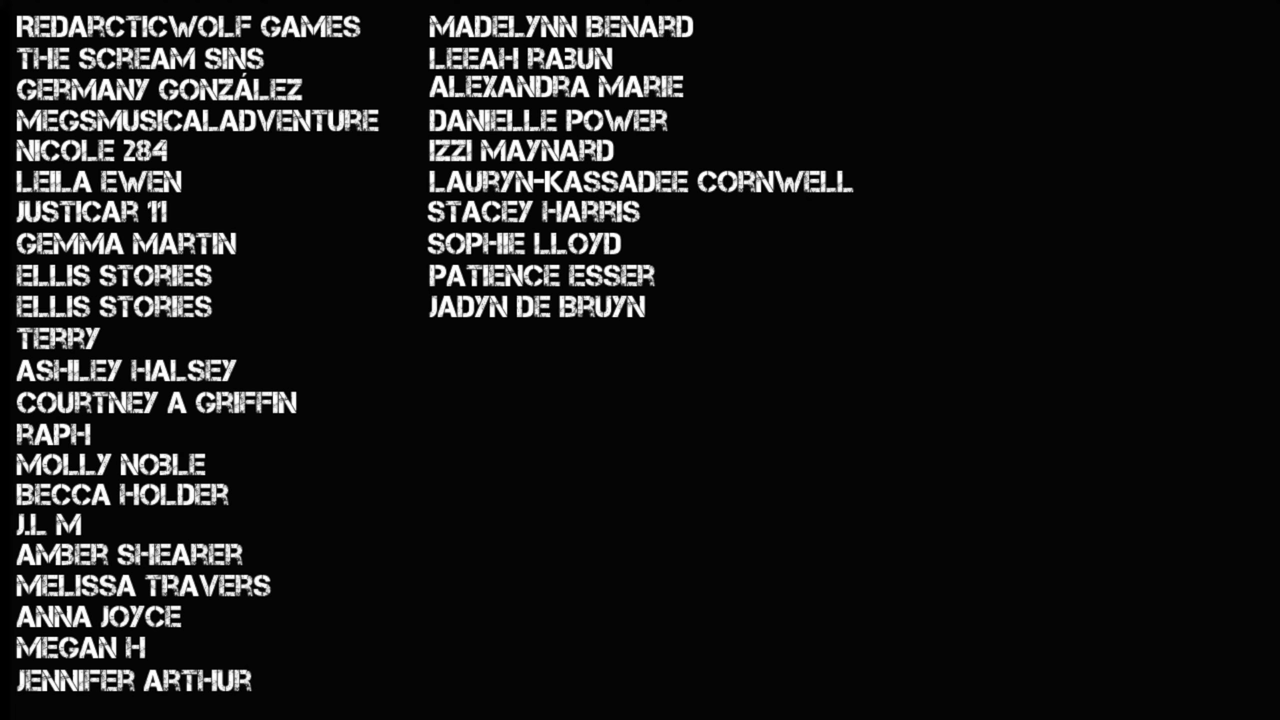 REDARCTICWOLF GAMES
THE SCREAM SINS
GERMANY GONZÁLEZ
MEGSMUSICALADVENTURE
NICOLE 284
LEILA EWEN
JUSTICAR 11
GEMMA MARTIN
ELLIS STORIES
ELLIS STORIES
TERRY
ASHLEY HALSEY
COURTNEY A GRIFFIN
RAPH
MOLLY NOBLE
BECCA HOLDER
J.L M
AMBER SHEARER
MELISSA TRAVERS
ANNA JOYCE
MEGAN H
JENNIFER ARTHUR
MADELYNN BENARD
LEEAH RABUN
ALEXANDRA MARIE
DANIELLE POWER
IZZI MAYNARD
LAURYN-KASSADEE CORNWELL
STACEY HARRIS
SOPHIE LLOYD
PATIENCE ESSER
JADYN DE BRUYN